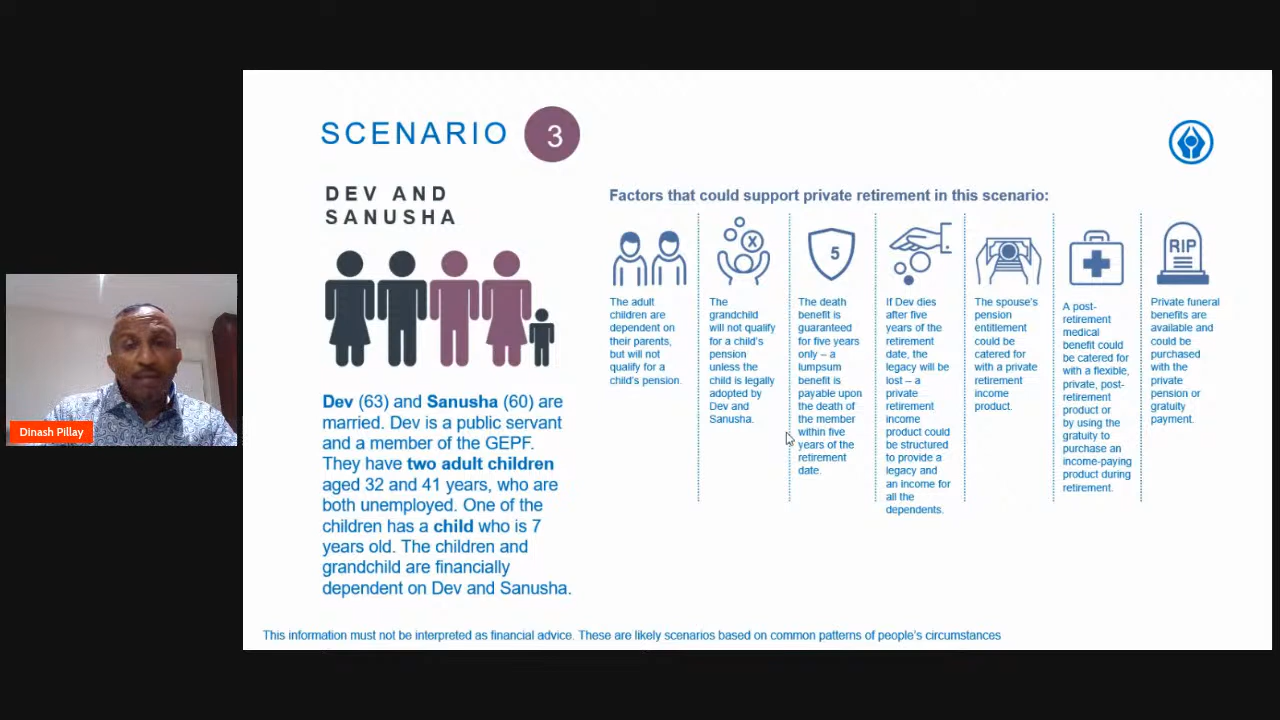 SCENARIO 3
DEV AND
SANUSHA
Dev (63) and Sanusha (60) are
married. Dev is a public servant
and a member of the GEPF.
They have two adult children
aged 32 and 41 years, who are
both unemployed. One of the
children has a child who is 7
years old. The children and
grandchild are financially
dependent on Dev and Sanusha.
Factors that could support private retirement in this scenario:
The adult
children are
dependent on
their parents,
but will not
qualify for a
child's pension.
X
The
grandchild
will not qualify
for a child's
pension
unless the
child is legally
adopted by
Dev and
Sanusha.
5
The death
benefit is
guaranteed
for five years
only – a
lumpsum
benefit is
payable upon
the death of
the member
within five
years of the
retirement
date.
If Dev dies
after five
years of the
retirement
date, the
legacy will be
lost – a
private
retirement
income
product could
be structured
to provide a
legacy and
an income for
all the
dependents.
The spouse's
pension
entitlement
could be
catered for
with a private
retirement
income
product.
A post-
retirement
medical
benefit could
be catered for
with a flexible,
private, post-
retirement
product or
by using the
gratuity to
purchase an
income-paying
product during
retirement.
RIP
Private funeral
benefits are
available and
could be
purchased
with the
private
pension or
gratuity
payment.
This information must not be interpreted as financial advice. These are likely scenarios based on common patterns of people's circumstances
Dinash Pillay